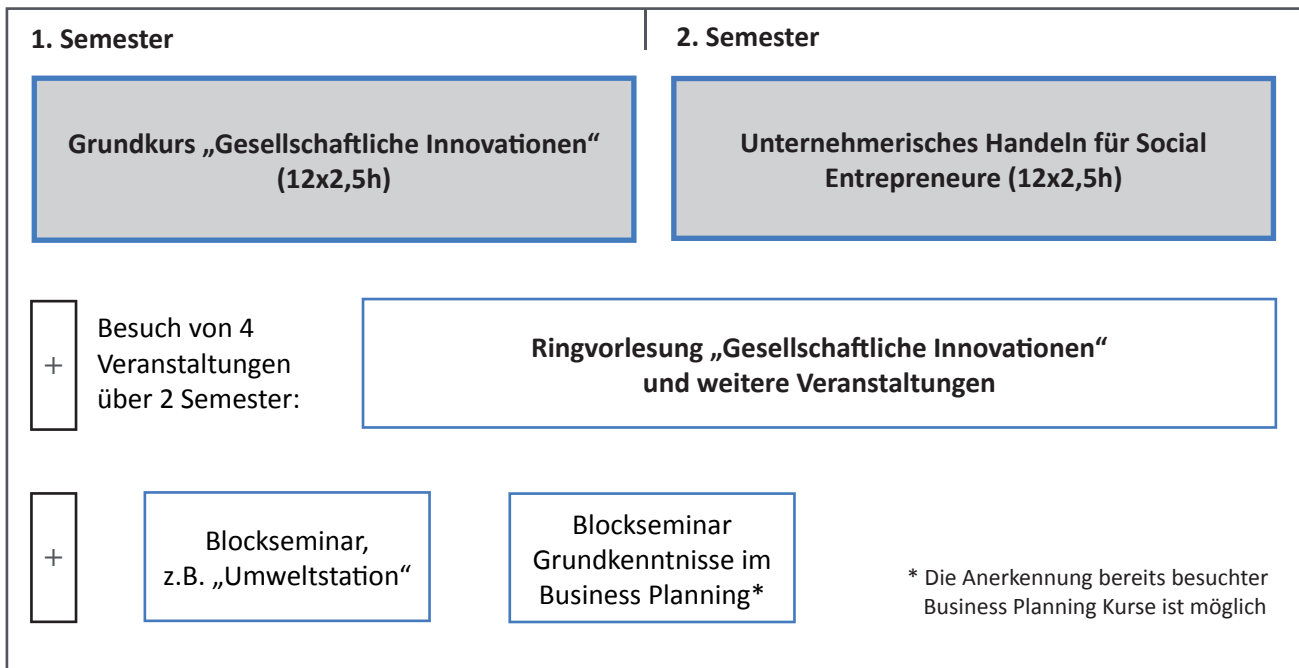 1. Semester
2. Semester
Grundkurs „Gesellschaftliche Innovationen“
(12x2,5h)
Unternehmerisches Handeln für Social
Entrepreneure (12x2,5h)
+
Besuch von 4
Veranstaltungen
über 2 Semester:
Ringvorlesung „Gesellschaftliche Innovationen“
und weitere Veranstaltungen
+
Blockseminar,
z.B. „Umweltstation“
Blockseminar
Grundkenntnisse im
Business Planning*
* Die Anerkennung bereits besuchter
Business Planning Kurse ist möglich